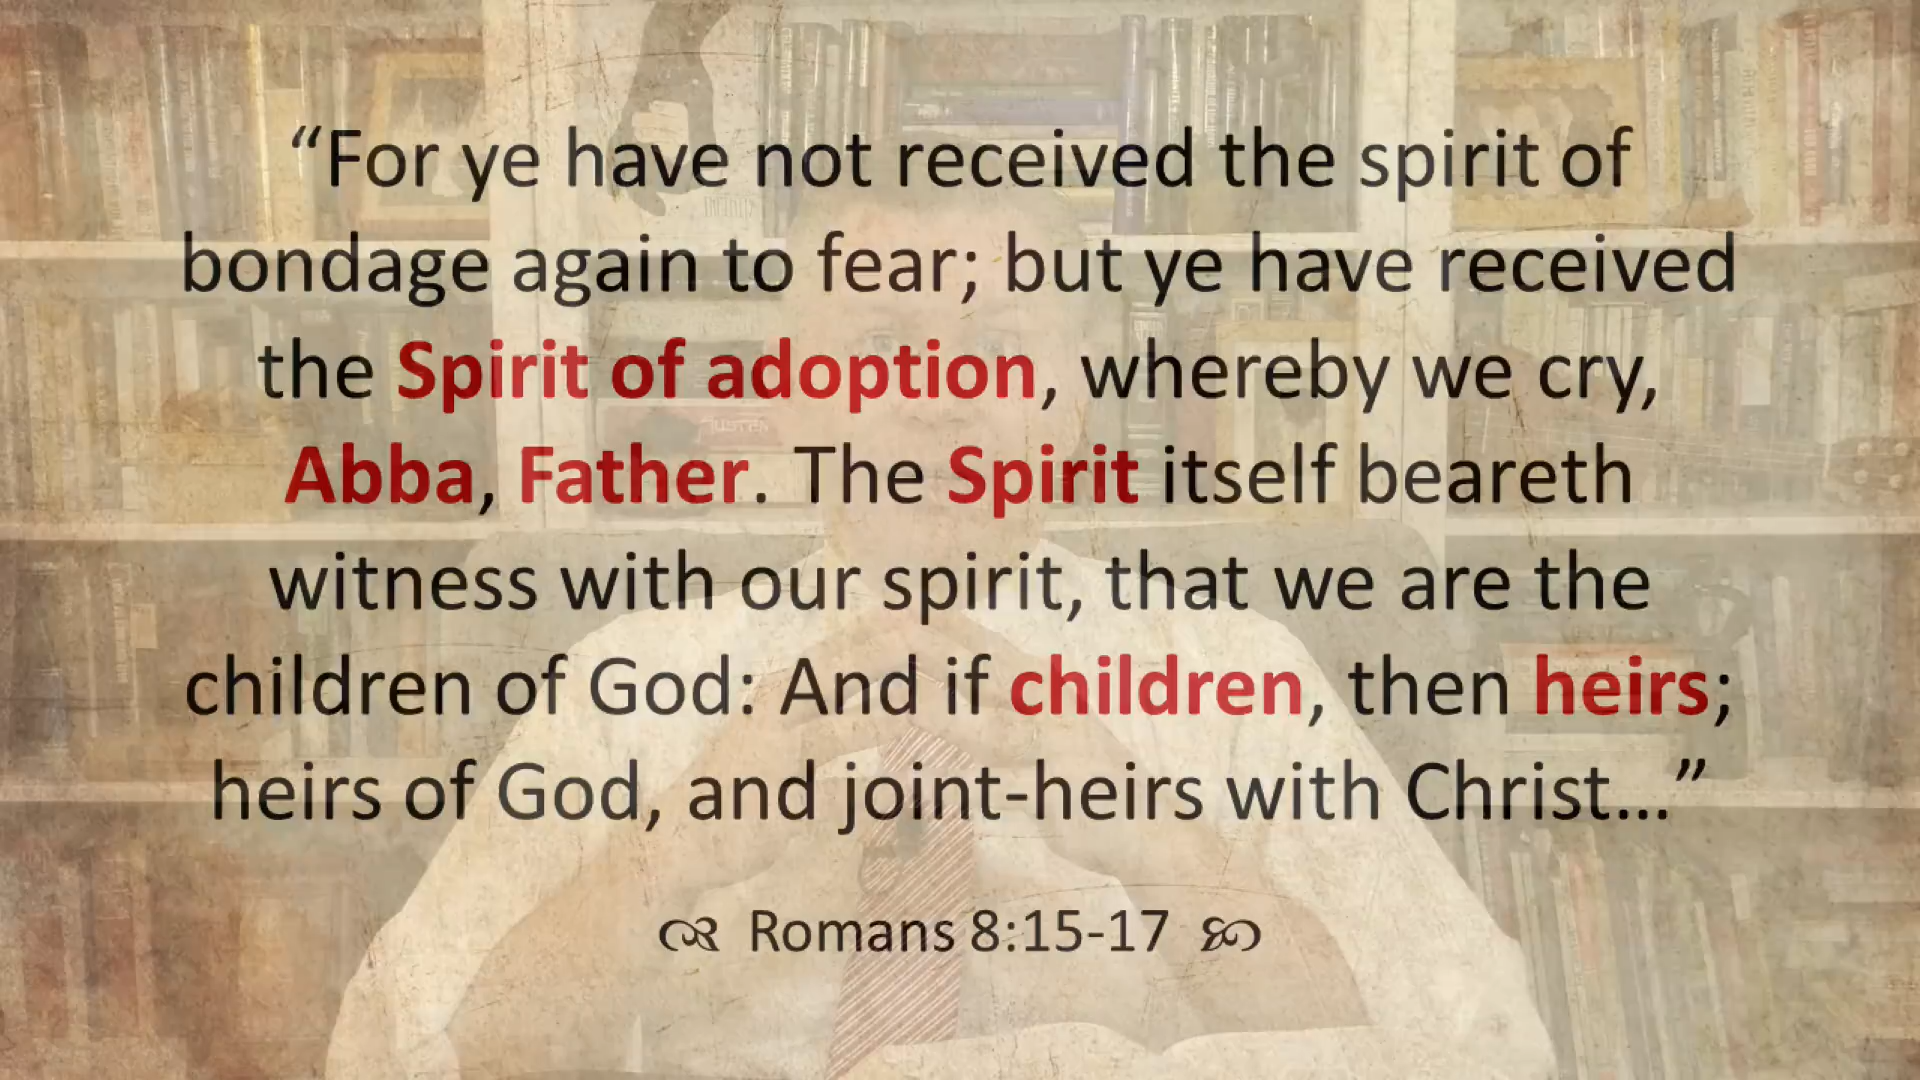 “For ye have not received the spirit of
bondage again to fear; but ye have received
the Spirit of adoption, whereby we cry,
Abba, Father. The Spirit itself beareth
witness with our spirit, that we are the
children of God: And if children, then heirs;
heirs of God, and joint-heirs with Christ...”
Romans 8:15-17
AUSTEN